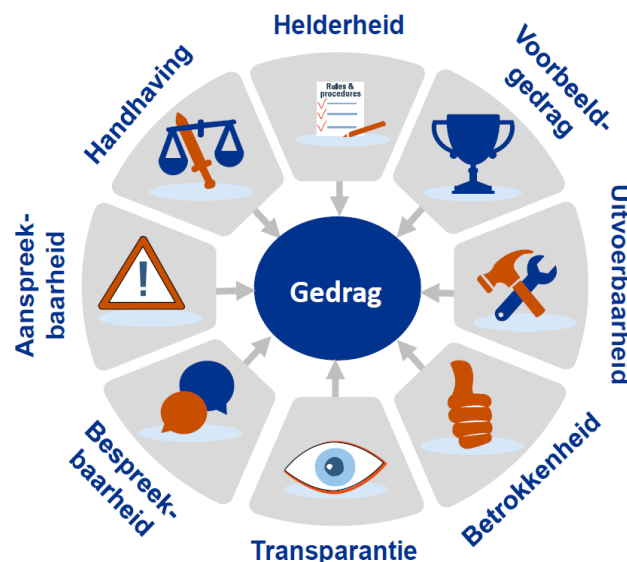 Helderheid
Voorbeeld-
gedrag
Uitvoerbaarheid
Betrokkenheid
Transparantie
Bespreek-
baarheid
Aanspreek-
baarheid
Handhaving
Rules &
procedures
Gedrag